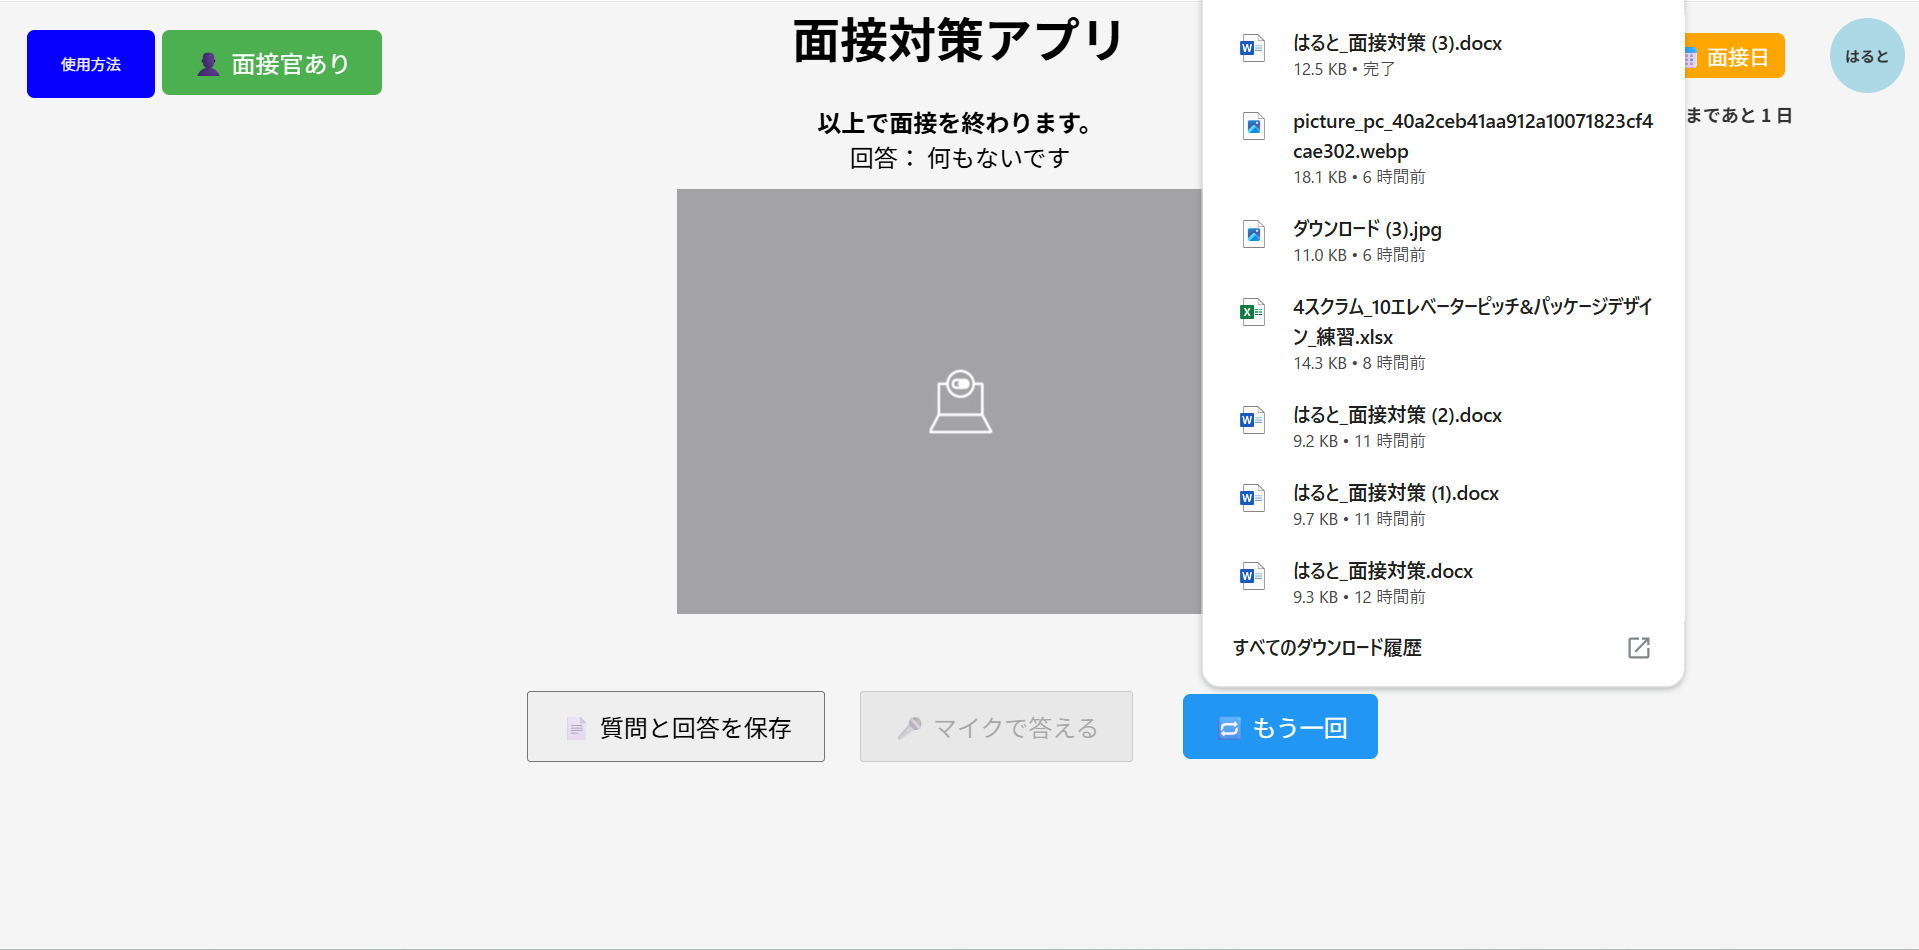 使用方法
面接官あり
面接対策アプリ
以上で面接を終わります。
回答： 何もないです
面接日
まであと 1 日
はると
はると_面接対策 (3).docx
12.5 KB • 完了
picture_pc_40a2ceb41aa912a10071823cf4
cae302.webp
18.1 KB • 6 時間前
ダウンロード (3).jpg
11.0 KB • 6 時間前
4スクラム_10エレベーターピッチ&パッケージデザイ
ン_練習.xlsx
14.3 KB • 8 時間前
はると_面接対策 (2).docx
9.2 KB • 11 時間前
はると_面接対策 (1).docx
9.7 KB • 11 時間前
はると_面接対策.docx
9.3 KB • 12 時間前
すべてのダウンロード履歴
質問と回答を保存
マイクで答える
もう一回